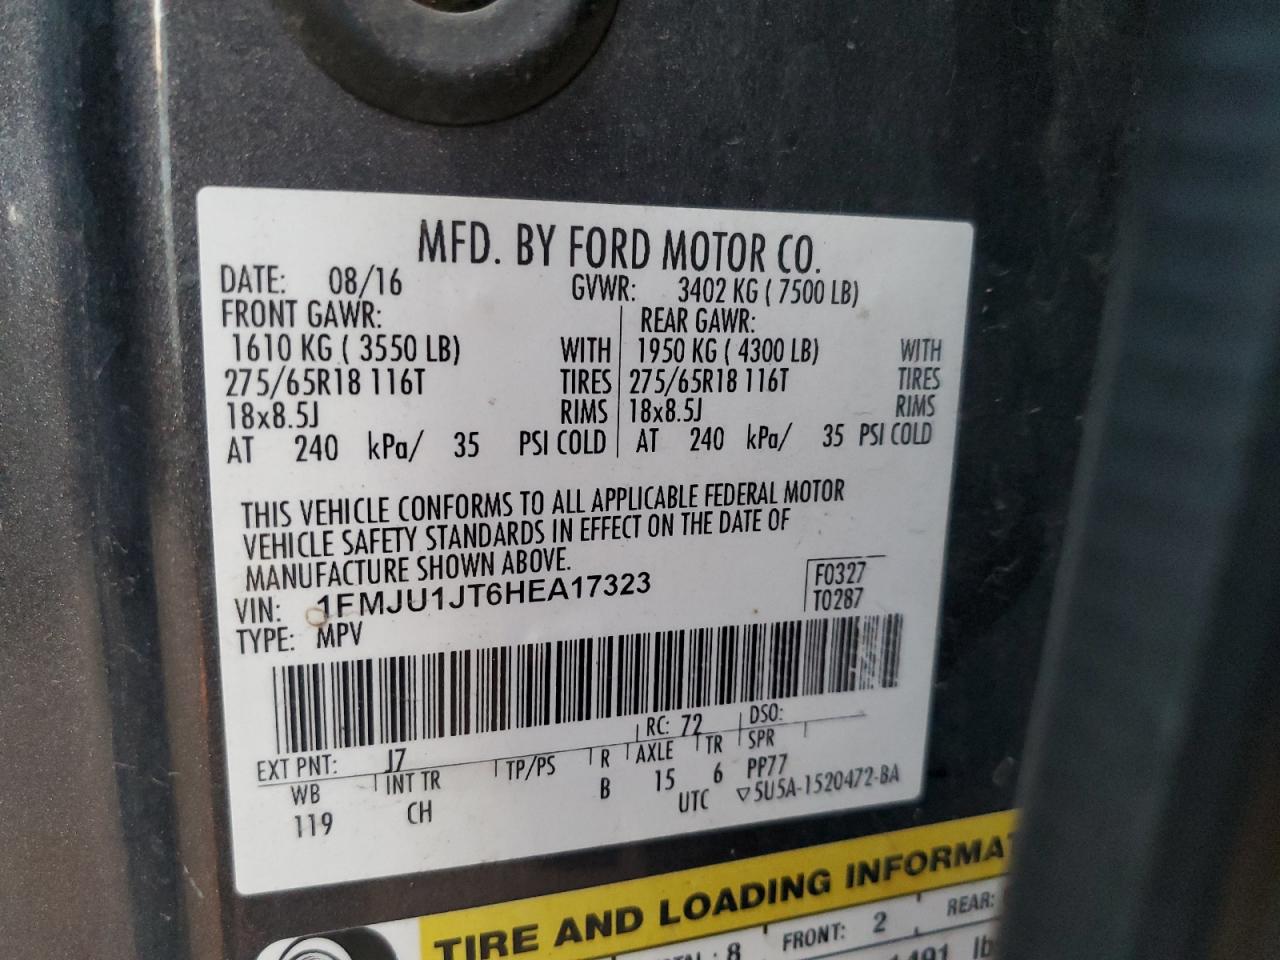 MFD. BY FORD MOTOR CO.
DATE: 08/16 GVWR: 3402 KG ( 7500 LB)
FRONT GAWR: REAR GAWR:
1610 KG ( 3550 LB) WITH 1950 KG ( 4300 LB) WITH
275/65R18 116T TIRES 275/65R18 116T TIRES
18x8.5J RIMS 18x8.5J RIMS
AT 240 kPa/ 35 PSI COLD AT 240 kPa/ 35 PSI COLD
THIS VEHICLE CONFORMS TO ALL APPLICABLE FEDERAL MOTOR
VEHICLE SAFETY STANDARDS IN EFFECT ON THE DATE OF
MANUFACTURE SHOWN ABOVE.
VIN: 1FMJU1JT6HEA17323 F0327
TYPE: MPV T0287
EXT PNT: J7 RC: 72 DSO:
WB INT TR TP/PS R AXLE TR SPR
119 CH B 15 6 PP77
UTC ▽5U5A-1520472-BA
TIRE AND LOADING INFORMA
8 FRONT: 2 REAR: